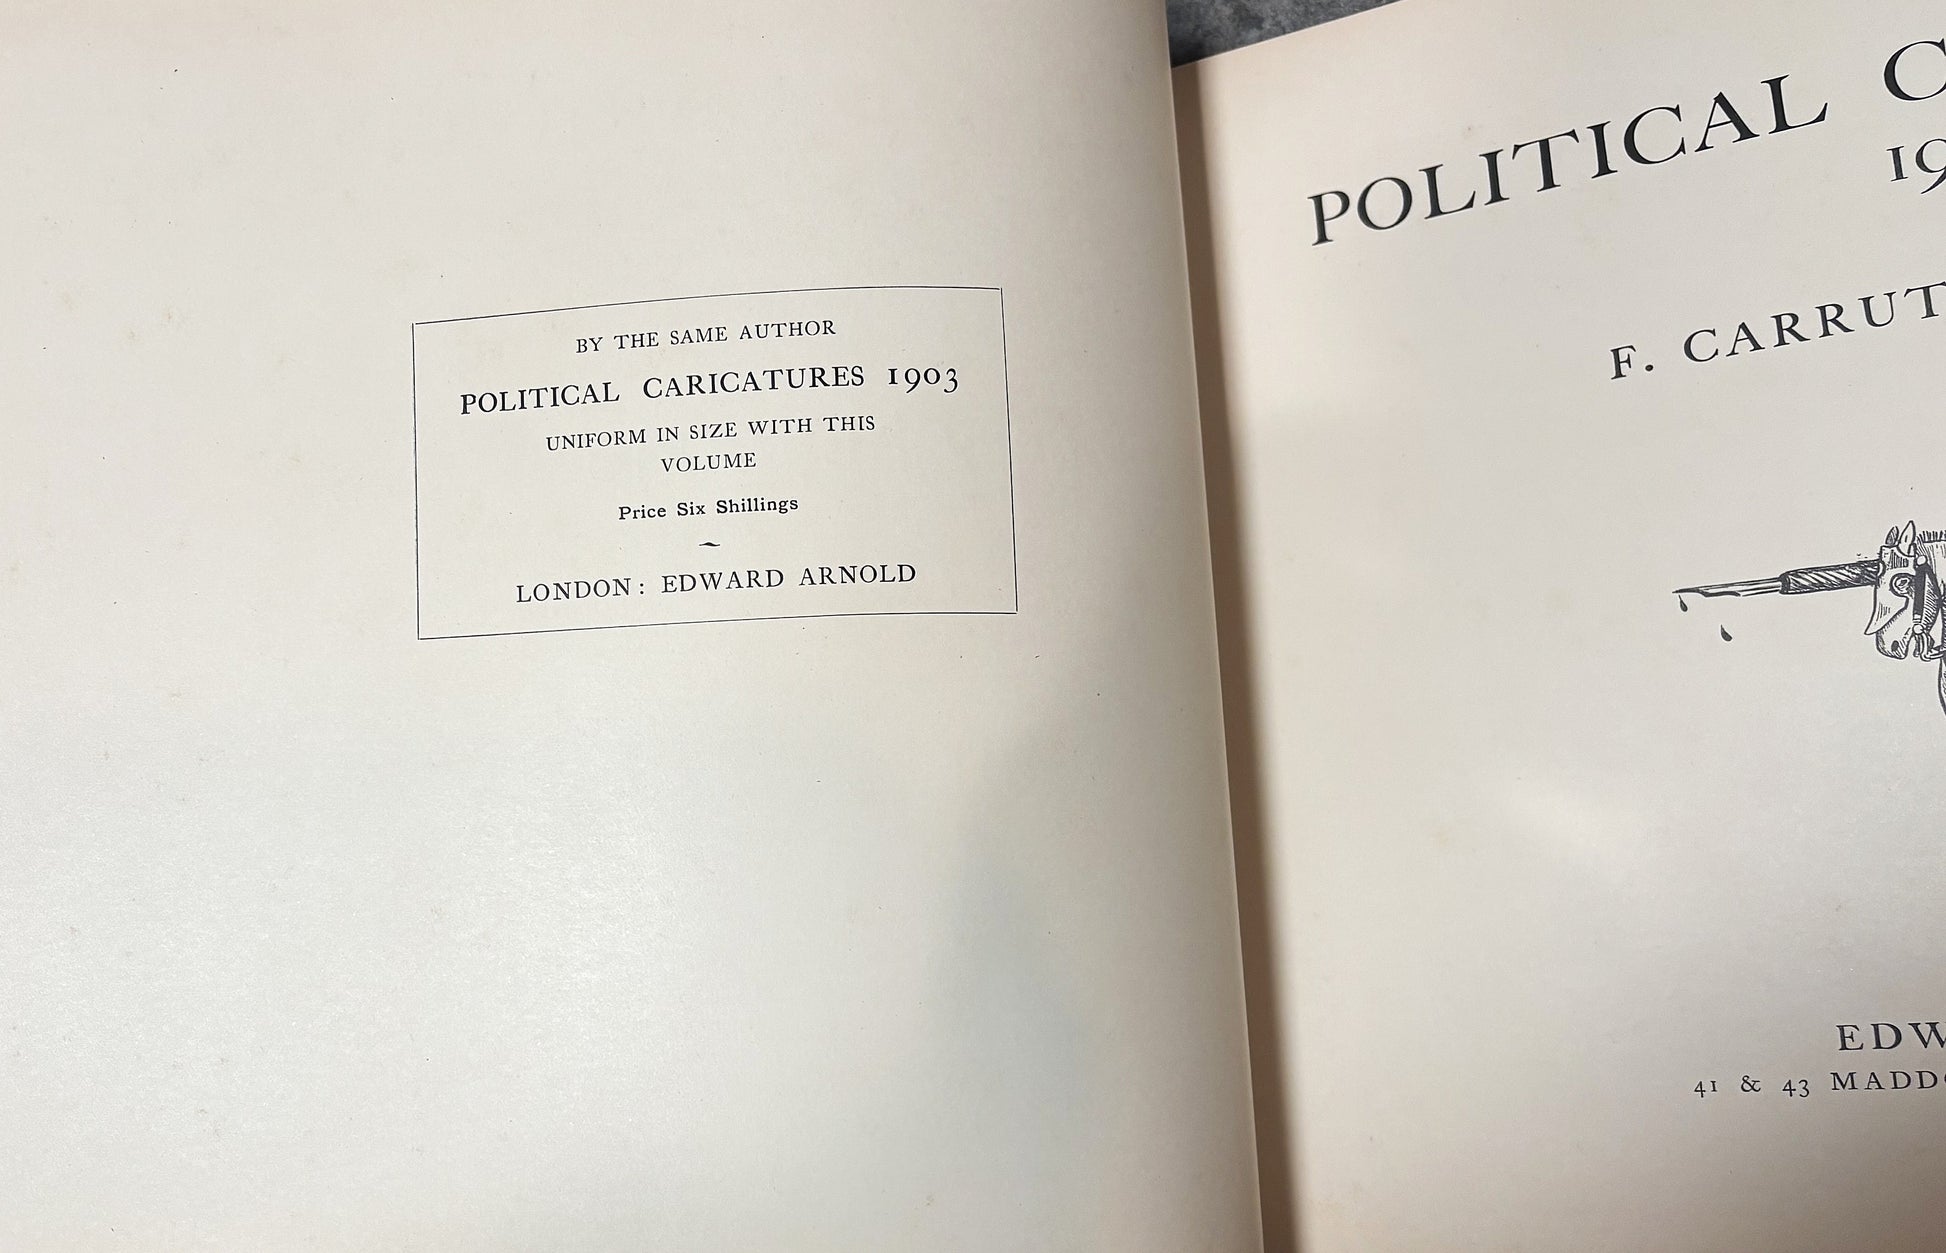 BY THE SAME AUTHOR
POLITICAL CARICATURES 1903
UNIFORM IN SIZE WITH THIS
VOLUME
Price Six Shillings
LONDON: EDWARD ARNOLD
POLITICAL C
19
F. CARRUT
EDW
41 & 43 MADD